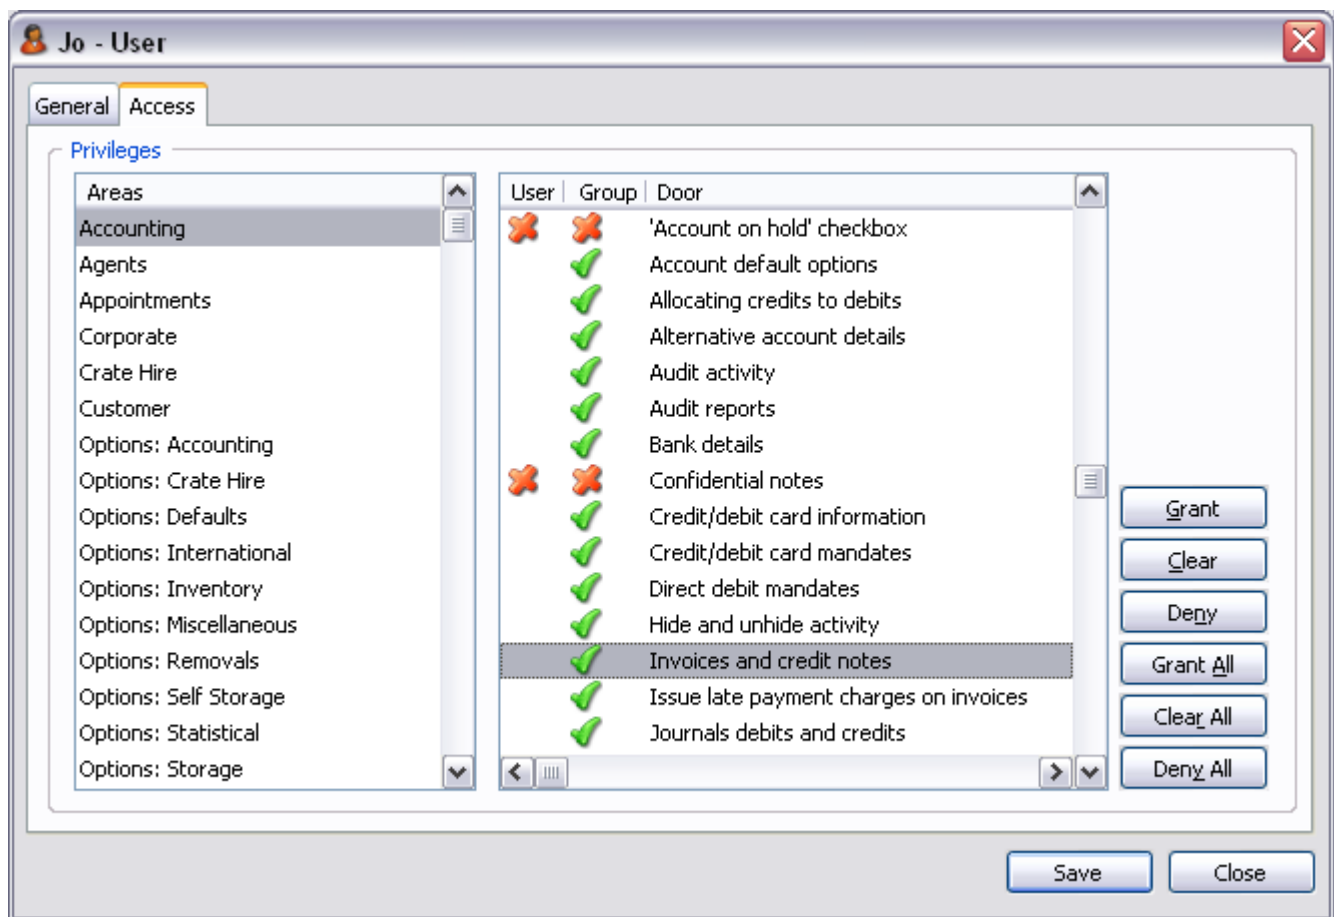 Jo - User
General Access
Privileges
Areas
Accounting
Agents
Appointments
Corporate
Crate Hire
Customer
Options: Accounting
Options: Crate Hire
Options: Defaults
Options: International
Options: Inventory
Options: Miscellaneous
Options: Removals
Options: Self Storage
Options: Statistical
Options: Storage
User Group Door
'Account on hold' checkbox
Account default options
Allocating credits to debits
Alternative account details
Audit activity
Audit reports
Bank details
Confidential notes
Credit/debit card information
Credit/debit card mandates
Direct debit mandates
Hide and unhide activity
Invoices and credit notes
Issue late payment charges on invoices
Journals debits and credits
Grant
Clear
Deny
Grant All
Clear All
Deny All
Save Close